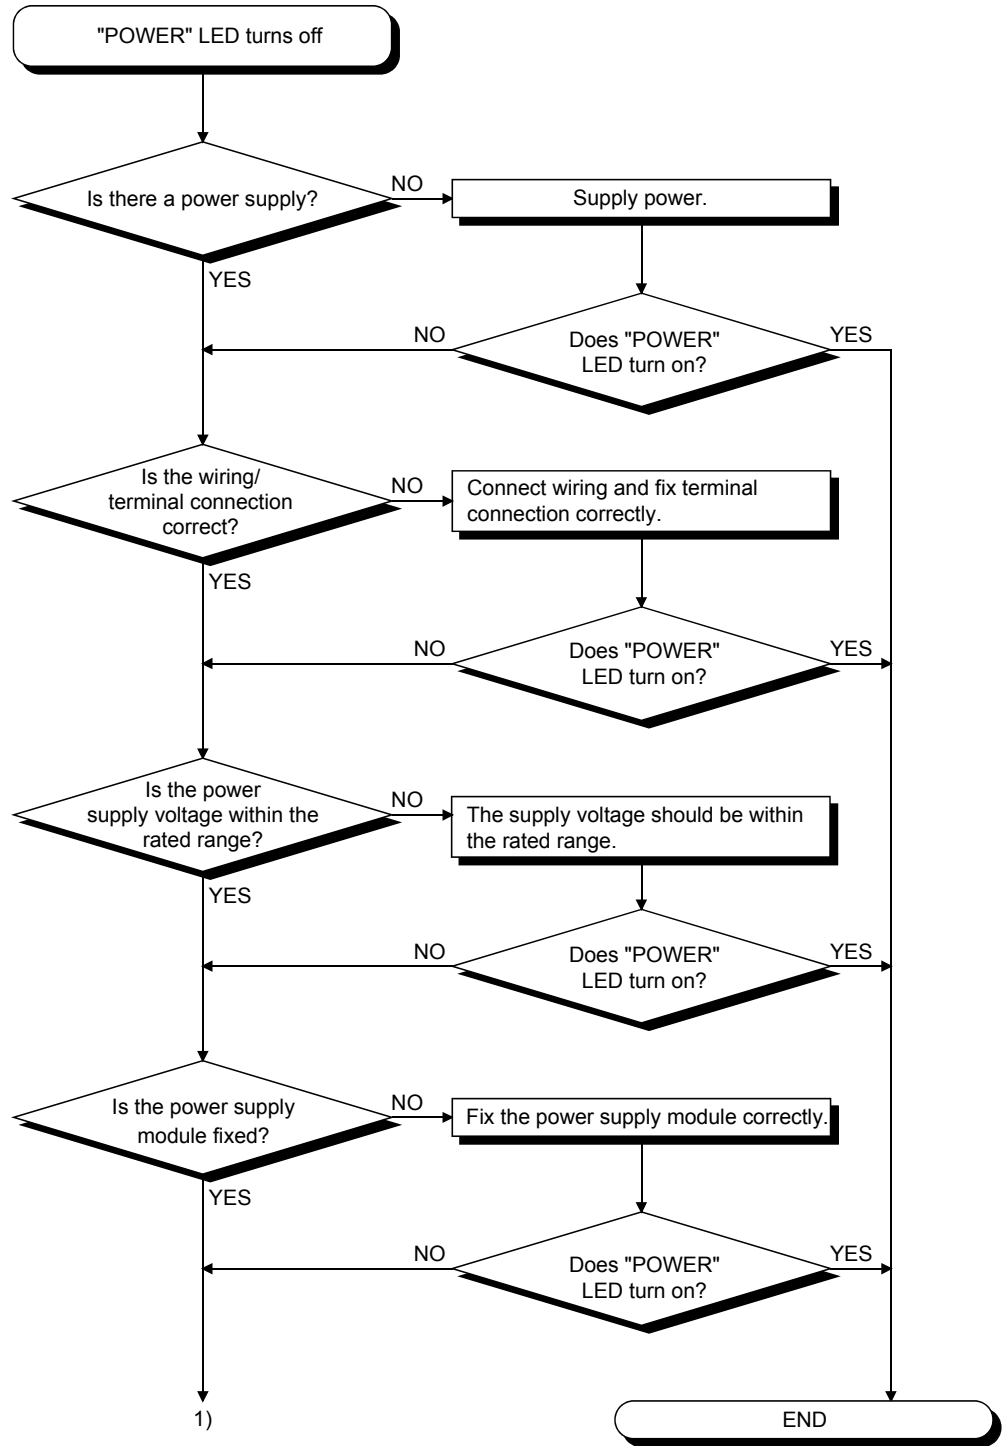 "POWER" LED turns off
Is there a power supply?
NO
Supply power.
YES
NO
Does "POWER"
LED turn on?
YES
Is the wiring/
terminal connection
correct?
NO
Connect wiring and fix terminal
connection correctly.
YES
NO
Does "POWER"
LED turn on?
YES
Is the power
supply voltage within the
rated range?
NO
The supply voltage should be within
the rated range.
YES
NO
Does "POWER"
LED turn on?
YES
Is the power supply
module fixed?
NO
Fix the power supply module correctly.
YES
NO
Does "POWER"
LED turn on?
YES
1)
END